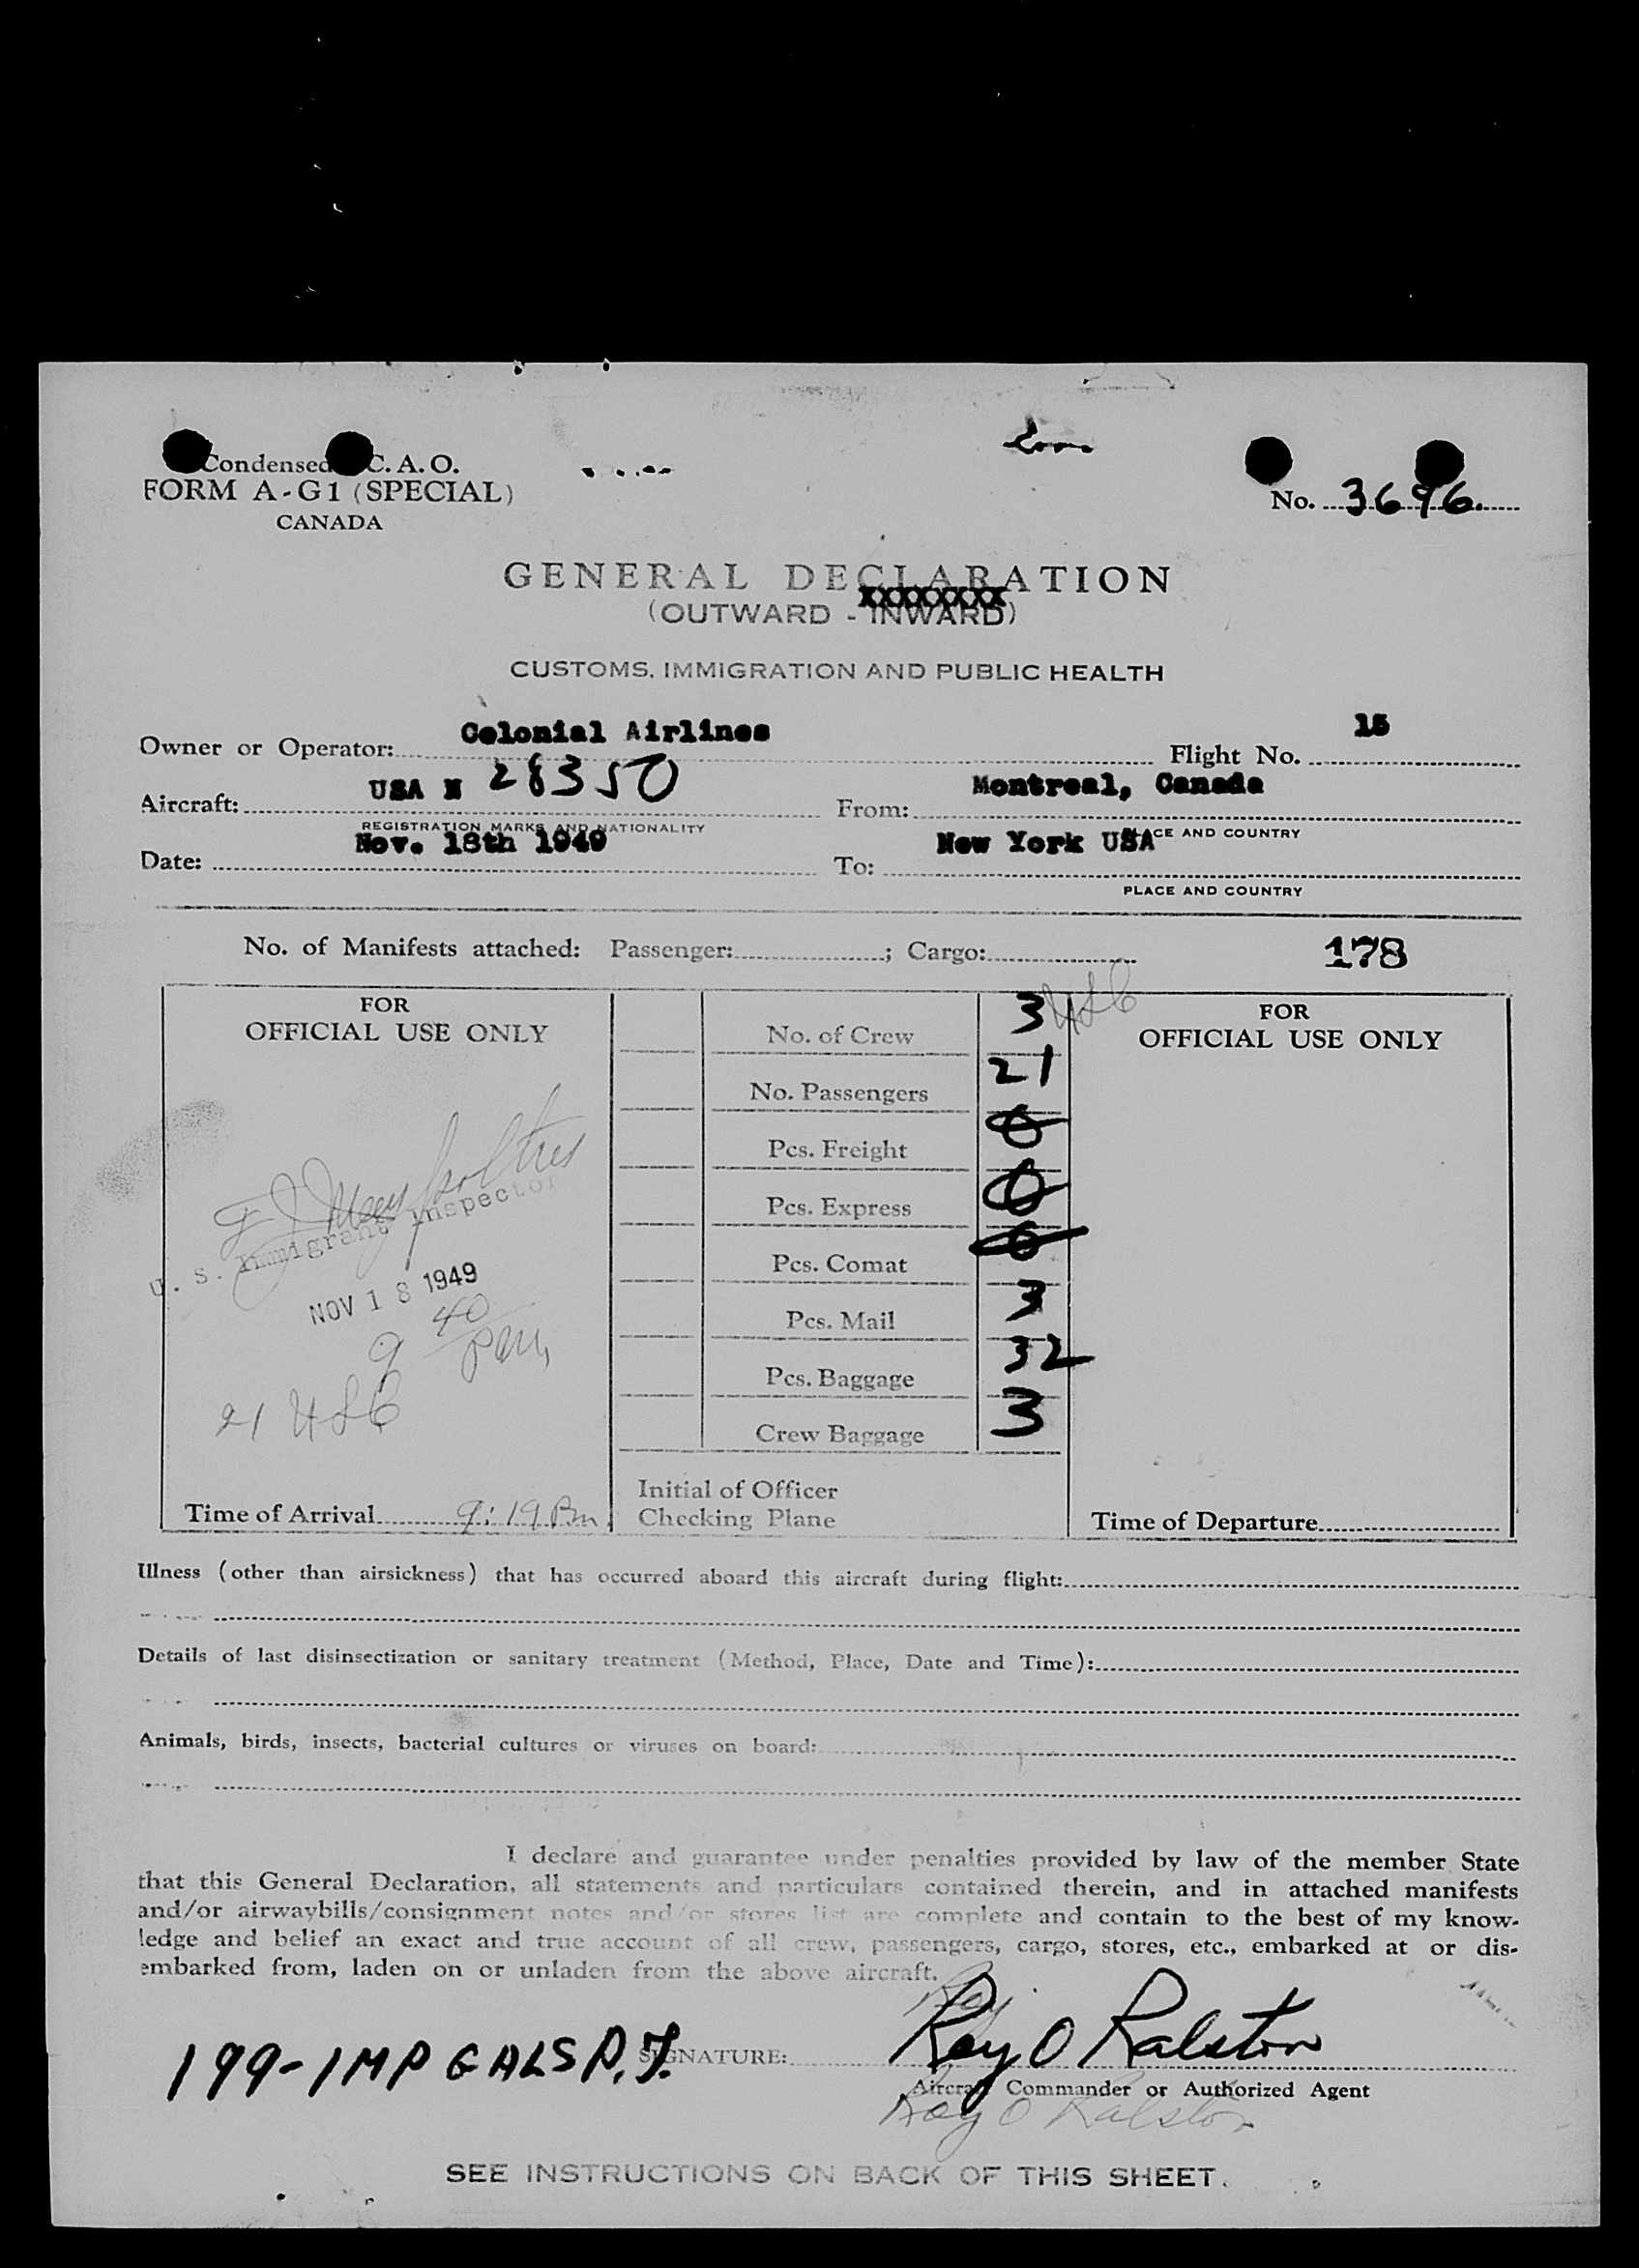 Condensed C. A. O.
FORM A-G1 (SPECIAL)
CANADA
No. 3696.
GENERAL DECLARATION
(OUTWARD - INWARD)
XXXXXXXX
CUSTOMS, IMMIGRATION AND PUBLIC HEALTH
Owner or Operator: Colonial Airlines Flight No. 15
Aircraft: USA N 28350 From: Montreal, Canada
REGISTRATION MARKS AND NATIONALITY PLACE AND COUNTRY
Date: Nov. 18th 1949 To: New York USA
PLACE AND COUNTRY
No. of Manifests attached: Passenger: ; Cargo: 178
FOR
OFFICIAL USE ONLY
U. S. Immigrant Inspector
NOV 18 1949
9 40 pm
21 USC
Time of Arrival 9:19 Pm
No. of Crew 3 USC
No. Passengers 21
Pcs. Freight 0
Pcs. Express 0
Pcs. Comat 0
Pcs. Mail 3
Pcs. Baggage 32
Crew Baggage 3
Initial of Officer
Checking Plane
FOR
OFFICIAL USE ONLY
Time of Departure
Illness (other than airsickness) that has occurred aboard this aircraft during flight:
Details of last disinsectization or sanitary treatment (Method, Place, Date and Time):
Animals, birds, insects, bacterial cultures or viruses on board:
I declare and guarantee under penalties provided by law of the member State
that this General Declaration, all statements and particulars contained therein, and in attached manifests
and/or airwaybills/consignment notes and/or stores list are complete and contain to the best of my know-
ledge and belief an exact and true account of all crew, passengers, cargo, stores, etc., embarked at or dis-
embarked from, laden on or unladen from the above aircraft.
Roy
199-1MP GALS P.J. SIGNATURE: Roy O Ralston
Aircraft Commander or Authorized Agent
Roy O Ralston
SEE INSTRUCTIONS ON BACK OF THIS SHEET.